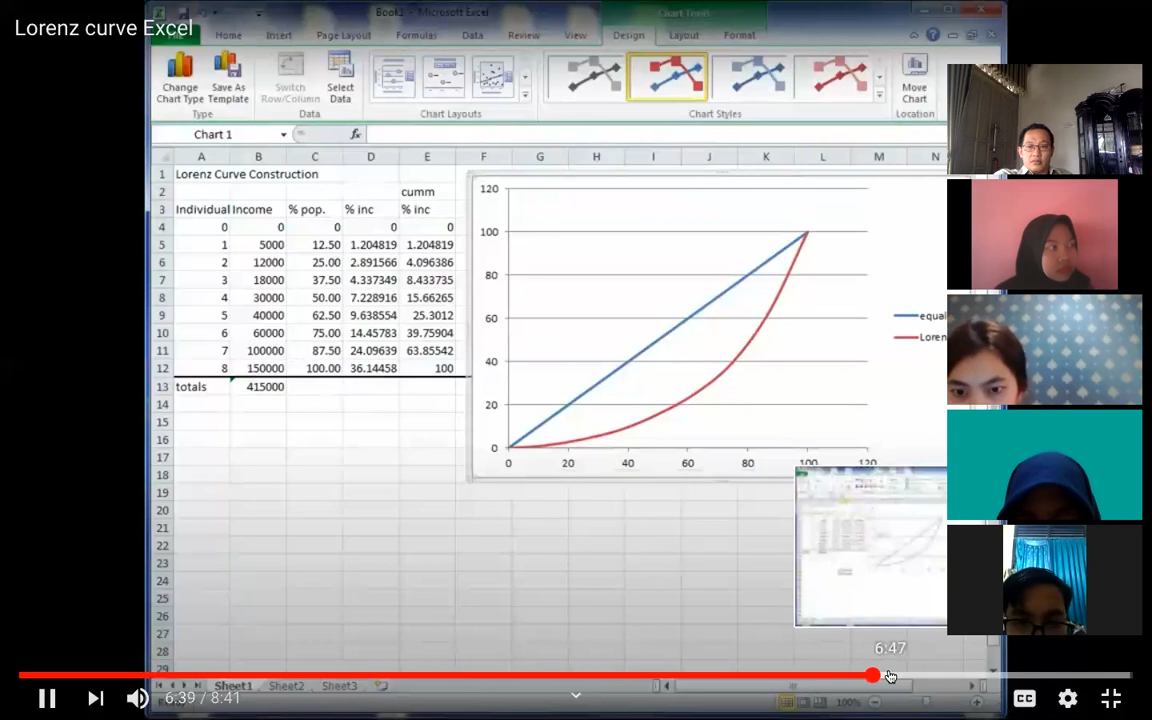 Lorenz curve Excel
Book1 - Microsoft Excel
Chart Tools
Home Insert Page Layout Formulas Data Review View Design Layout Format
Change Chart Type
Save As Template
Switch Row/Column
Select Data
Move Chart
Type Data Chart Layouts Chart Styles Location
Chart 1 fx
A B C D E F G H I J K L M N
1 Lorenz Curve Construction
2 cumm
3 Individual Income % pop. % inc % inc
4 0 0 0 0 0
5 1 5000 12.50 1.204819 1.204819
6 2 12000 25.00 2.891566 4.096386
7 3 18000 37.50 4.337349 8.433735
8 4 30000 50.00 7.228916 15.66265
9 5 40000 62.50 9.638554 25.3012
10 6 60000 75.00 14.45783 39.75904
11 7 100000 87.50 24.09639 63.85542
12 8 150000 100.00 36.14458 100
13 totals 415000
14
15
16
17
18
19
20
21
22
23
24
25
26
27
28
29
120
100
80
60
40
20
0
0 20 40 60 80 100 120
equal
Loren
6:47
Sheet1 Sheet2 Sheet3
100%
6:39 / 8:41
CC